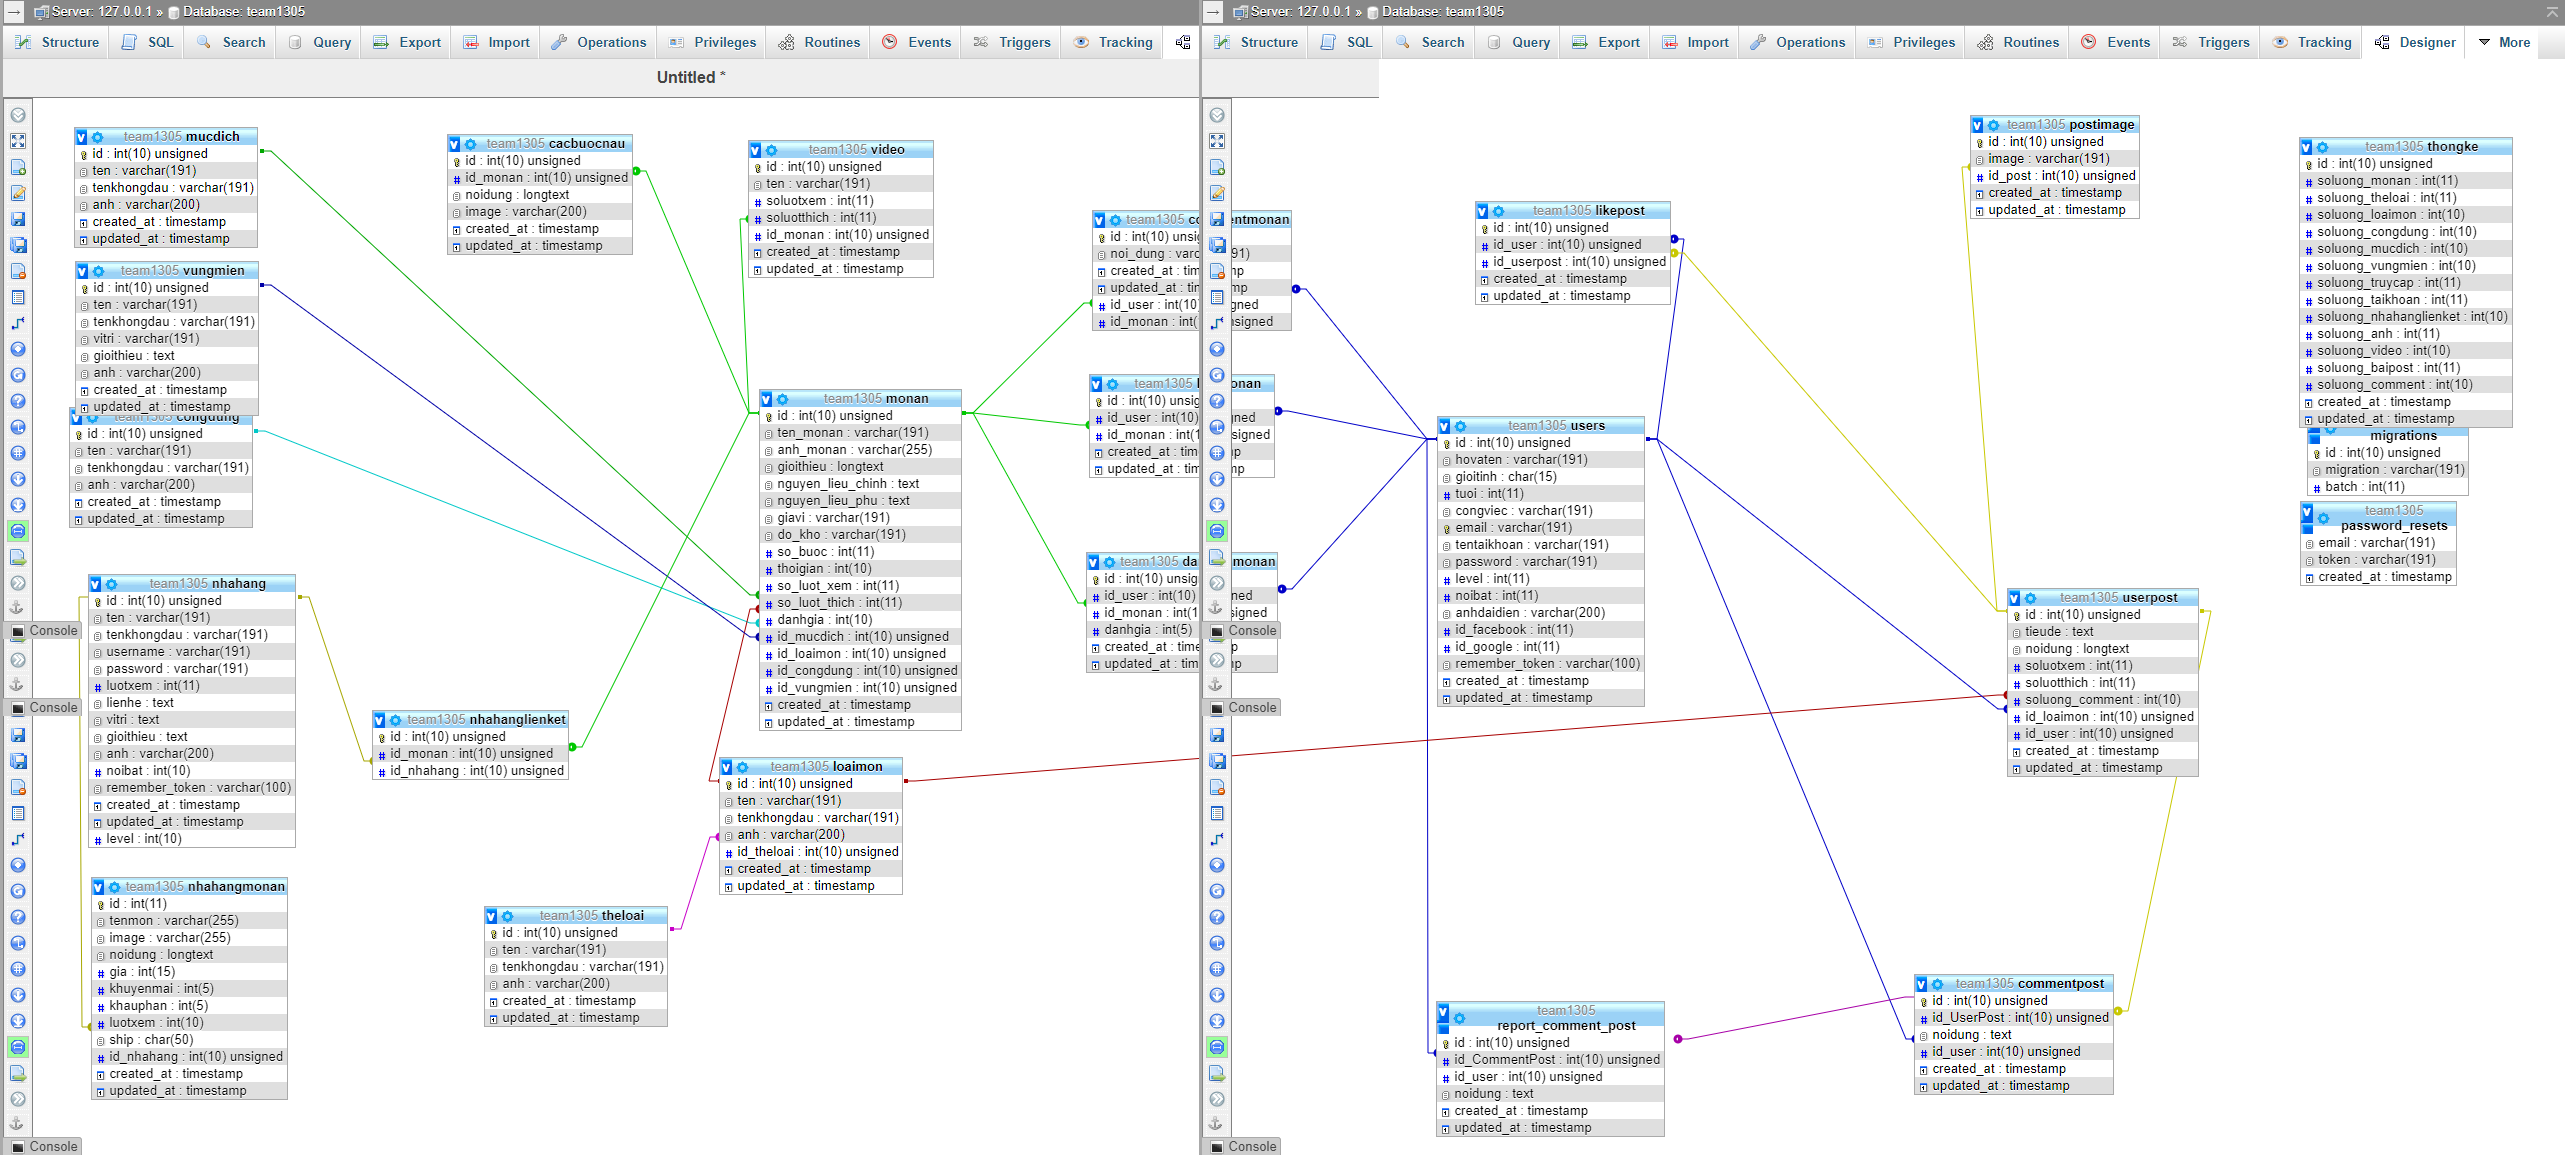 Server: 127.0.0.1 » Database: team1305
Structure SQL Search Query Export Import Operations Privileges Routines Events Triggers Tracking
Untitled *
team1305 mucdich
id : int(10) unsigned
ten : varchar(191)
tenkhongdau : varchar(191)
anh : varchar(200)
created_at : timestamp
updated_at : timestamp
team1305 vungmien
id : int(10) unsigned
ten : varchar(191)
tenkhongdau : varchar(191)
vitri : varchar(191)
gioithieu : text
anh : varchar(200)
created_at : timestamp
updated_at : timestamp
team1305 congdung
id : int(10) unsigned
ten : varchar(191)
tenkhongdau : varchar(191)
anh : varchar(200)
created_at : timestamp
updated_at : timestamp
team1305 nhahang
id : int(10) unsigned
ten : varchar(191)
tenkhongdau : varchar(191)
username : varchar(191)
password : varchar(191)
luotxem : int(11)
lienhe : text
vitri : text
gioithieu : text
anh : varchar(200)
noibat : int(10)
remember_token : varchar(100)
created_at : timestamp
updated_at : timestamp
level : int(10)
team1305 nhahangmonan
id : int(11)
tenmon : varchar(255)
image : varchar(255)
noidung : longtext
gia : int(15)
khuyenmai : int(5)
khauphan : int(5)
luotxem : int(10)
ship : char(50)
id_nhahang : int(10) unsigned
created_at : timestamp
updated_at : timestamp
Console
Console
Console
team1305 cacbuocnau
id : int(10) unsigned
id_monan : int(10) unsigned
noidung : longtext
image : varchar(200)
created_at : timestamp
updated_at : timestamp
team1305 nhahanglienket
id : int(10) unsigned
id_monan : int(10) unsigned
id_nhahang : int(10) unsigned
team1305 theloai
id : int(10) unsigned
ten : varchar(191)
tenkhongdau : varchar(191)
anh : varchar(200)
created_at : timestamp
updated_at : timestamp
team1305 video
id : int(10) unsigned
ten : varchar(191)
soluotxem : int(11)
soluotthich : int(11)
id_monan : int(10) unsigned
created_at : timestamp
updated_at : timestamp
team1305 monan
id : int(10) unsigned
ten_monan : varchar(191)
anh_monan : varchar(255)
gioithieu : longtext
nguyen_lieu_chinh : text
nguyen_lieu_phu : text
giavi : varchar(191)
do_kho : varchar(191)
so_buoc : int(11)
thoigian : int(10)
so_luot_xem : int(11)
so_luot_thich : int(11)
danhgia : int(10)
id_mucdich : int(10) unsigned
id_loaimon : int(10) unsigned
id_congdung : int(10) unsigned
id_vungmien : int(10) unsigned
created_at : timestamp
updated_at : timestamp
team1305 loaimon
id : int(10) unsigned
ten : varchar(191)
tenkhongdau : varchar(191)
anh : varchar(200)
id_theloai : int(10) unsigned
created_at : timestamp
updated_at : timestamp
team1305 co entmonan
id : int(10) unsig
noi_dung : varc 91)
created_at : tim p
updated_at : tim p
id_user : int(10) gned
id_monan : int( nsigned
team1305 onan
id : int(10) unsig
id_user : int(10) gned
id_monan : int(1 signed
created_at : time p
updated_at : tim mp
team1305 da monan
id : int(10) unsig
id_user : int(10) ned
id_monan : int(1 signed
danhgia : int(5)
created_at : time p
updated_at : tim mp
Server: 127.0.0.1 » Database: team1305
Structure SQL Search Query Export Import Operations Privileges Routines Events Triggers Tracking Designer More
Console
Console
Console
team1305 likepost
id : int(10) unsigned
id_user : int(10) unsigned
id_userpost : int(10) unsigned
created_at : timestamp
updated_at : timestamp
team1305 users
id : int(10) unsigned
hovaten : varchar(191)
gioitinh : char(15)
tuoi : int(11)
congviec : varchar(191)
email : varchar(191)
tentaikhoan : varchar(191)
password : varchar(191)
level : int(11)
noibat : int(11)
anhdaidien : varchar(200)
id_facebook : int(11)
id_google : int(11)
remember_token : varchar(100)
created_at : timestamp
updated_at : timestamp
team1305
report_comment_post
id : int(10) unsigned
id_CommentPost : int(10) unsigned
id_user : int(10) unsigned
noidung : text
created_at : timestamp
updated_at : timestamp
team1305 postimage
id : int(10) unsigned
image : varchar(191)
id_post : int(10) unsigned
created_at : timestamp
updated_at : timestamp
team1305 userpost
id : int(10) unsigned
tieude : text
noidung : longtext
soluotxem : int(11)
soluotthich : int(11)
soluong_comment : int(10)
id_loaimon : int(10) unsigned
id_user : int(10) unsigned
created_at : timestamp
updated_at : timestamp
team1305 commentpost
id : int(10) unsigned
id_UserPost : int(10) unsigned
noidung : text
id_user : int(10) unsigned
created_at : timestamp
updated_at : timestamp
team1305 thongke
id : int(10) unsigned
soluong_monan : int(11)
soluong_theloai : int(11)
soluong_loaimon : int(10)
soluong_congdung : int(10)
soluong_mucdich : int(10)
soluong_vungmien : int(10)
soluong_truycap : int(11)
soluong_taikhoan : int(11)
soluong_nhahanglienket : int(10)
soluong_anh : int(11)
soluong_video : int(10)
soluong_baipost : int(11)
soluong_comment : int(10)
created_at : timestamp
updated_at : timestamp
migrations
id : int(10) unsigned
migration : varchar(191)
batch : int(11)
team1305
password_resets
email : varchar(191)
token : varchar(191)
created_at : timestamp